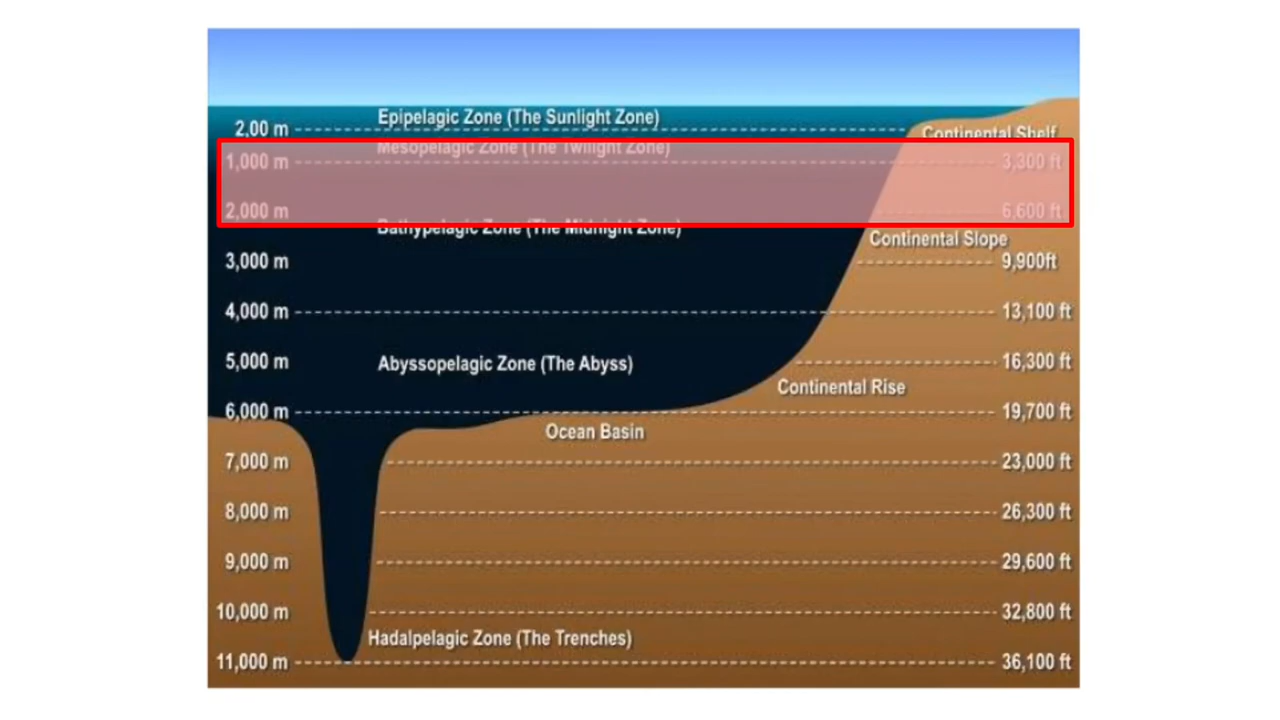 Epipelagic Zone (The Sunlight Zone)
2,00 m
Continental Shelf
Mesopelagic Zone (The Twilight Zone)
1,000 m 3,300 ft
2,000 m 6,600 ft
Bathypelagic Zone (The Midnight Zone)
Continental Slope
3,000 m 9,900ft
4,000 m 13,100 ft
5,000 m Abyssopelagic Zone (The Abyss) 16,300 ft
Continental Rise
6,000 m 19,700 ft
Ocean Basin
7,000 m 23,000 ft
8,000 m 26,300 ft
9,000 m 29,600 ft
10,000 m 32,800 ft
Hadalpelagic Zone (The Trenches)
11,000 m 36,100 ft